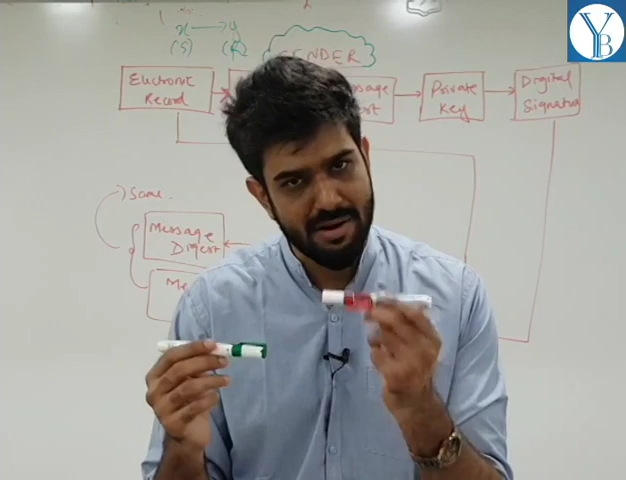 x → y
(S) (R)
SENDER
Electronic
Record
Private
Key
Digital
Signature
Same.
Message
Digest
YB